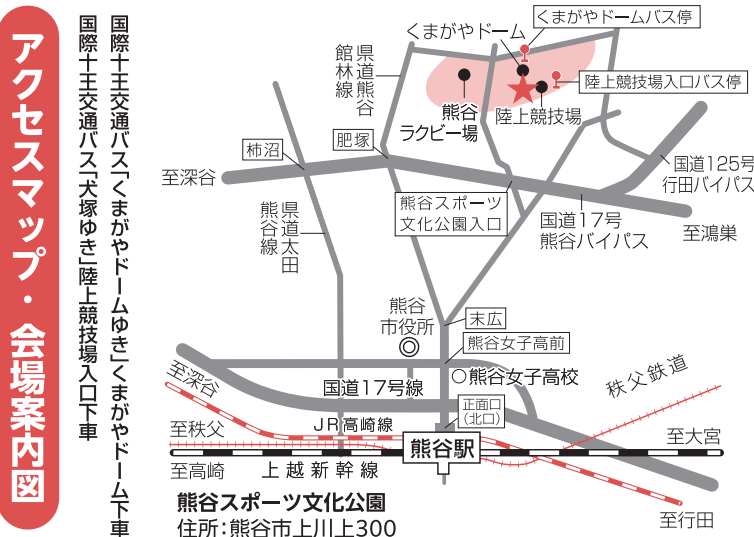 アクセスマップ・会場案内図
国際十王交通バス「くまがやドームゆき」くまがやドーム下車
国際十王交通バス「犬塚ゆき」陸上競技場入口下車
くまがやドームバス停
くまがやドーム
陸上競技場入口バス停
県道熊谷
館林線
熊谷
ラクビー場
陸上競技場
柿沼
肥塚
至深谷
国道125号
行田バイパス
熊谷スポーツ
文化公園入口
国道17号
熊谷バイパス
至鴻巣
県道太田
熊谷線
熊谷
市役所
末広
熊谷女子高前
熊谷女子高校
至深谷
国道17号線
正面口
(北口)
秩父鉄道
至秩父
JR高崎線
熊谷駅
至大宮
至高崎
上越新幹線
至行田
熊谷スポーツ文化公園
住所:熊谷市上川上300